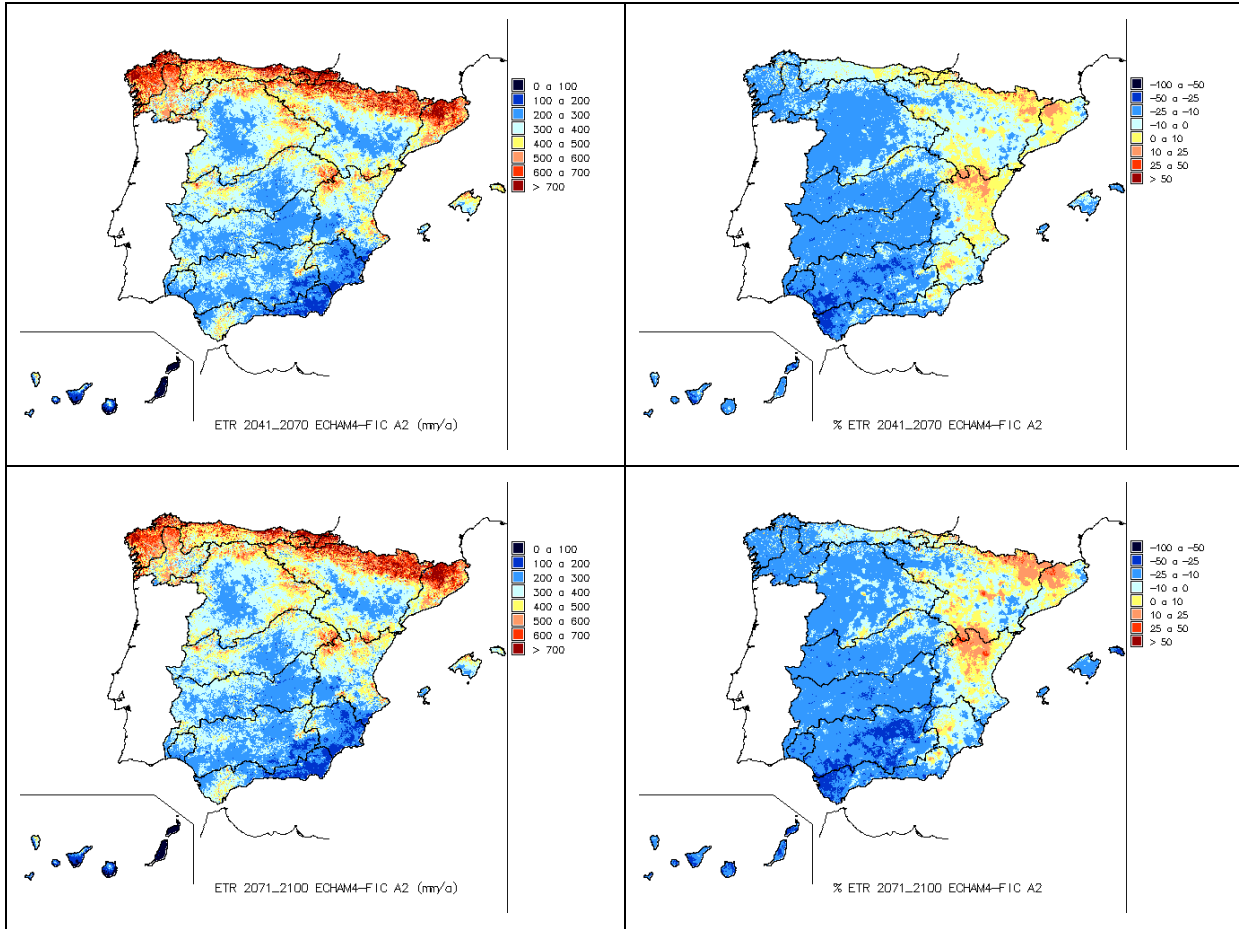 0 a 100
100 a 200
200 a 300
300 a 400
400 a 500
500 a 600
600 a 700
> 700
ETR 2041_2070 ECHAM4-FIC A2 (mm/a)
-100 a -50
-50 a -25
-25 a -10
-10 a 0
0 a 10
10 a 25
25 a 50
> 50
% ETR 2041_2070 ECHAM4-FIC A2
0 a 100
100 a 200
200 a 300
300 a 400
400 a 500
500 a 600
600 a 700
> 700
ETR 2071_2100 ECHAM4-FIC A2 (mm/a)
-100 a -50
-50 a -25
-25 a -10
-10 a 0
0 a 10
10 a 25
25 a 50
> 50
% ETR 2071_2100 ECHAM4-FIC A2